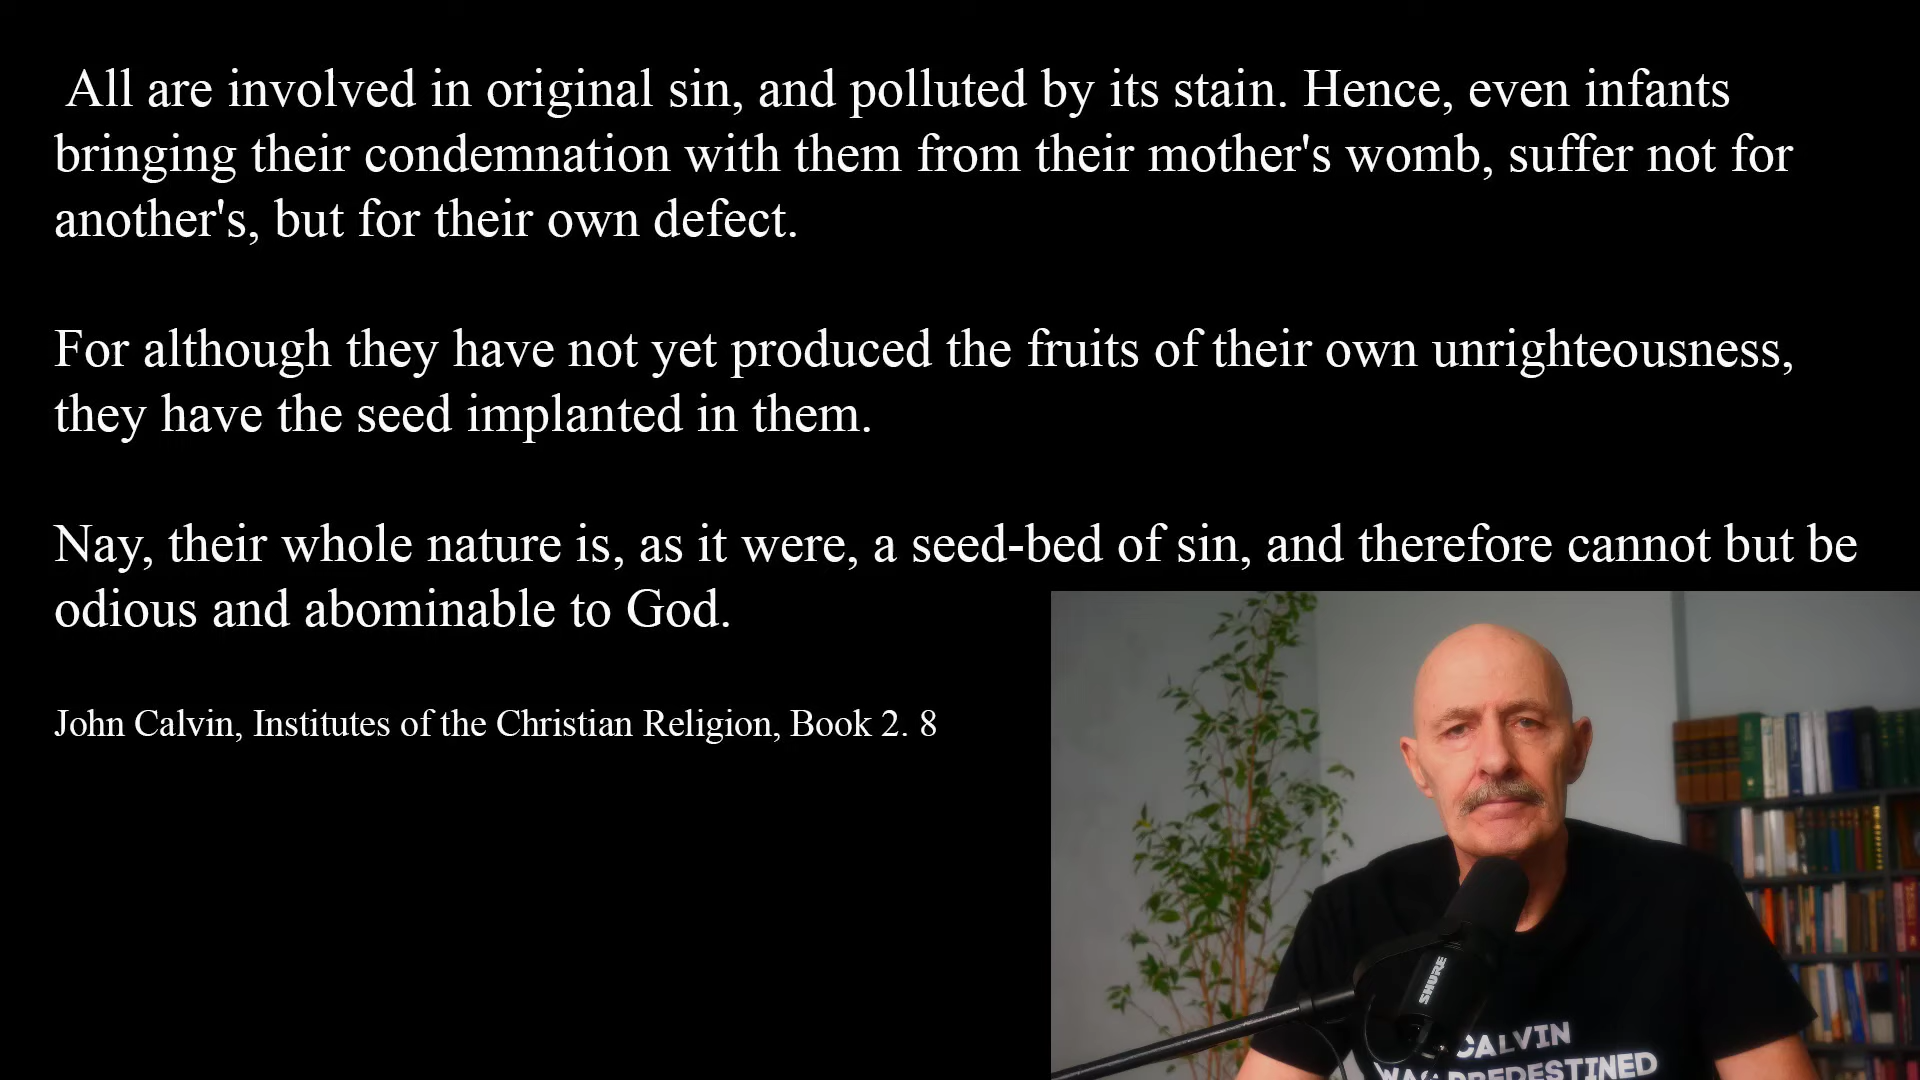 All are involved in original sin, and polluted by its stain. Hence, even infants
bringing their condemnation with them from their mother's womb, suffer not for
another's, but for their own defect.
For although they have not yet produced the fruits of their own unrighteousness,
they have the seed implanted in them.
Nay, their whole nature is, as it were, a seed-bed of sin, and therefore cannot but be
odious and abominable to God.
John Calvin, Institutes of the Christian Religion, Book 2. 8
SHURE
CALVIN
WAS PREDESTINED